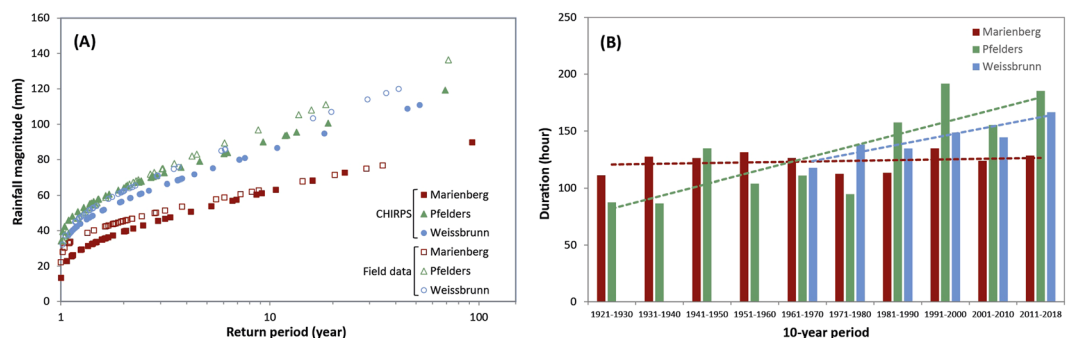 (A)
Rainfall magnitude (mm)
160
140
120
100
80
60
40
20
0
1
10
100
Return period (year)
CHIRPS
Marienberg
Pfelders
Weissbrunn
Field data
Marienberg
Pfelders
Weissbrunn
(B)
Duration (hour)
250
200
150
100
50
0
1921-1930
1931-1940
1941-1950
1951-1960
1961-1970
1971-1980
1981-1990
1991-2000
2001-2010
2011-2018
10-year period
Marienberg
Pfelders
Weissbrunn